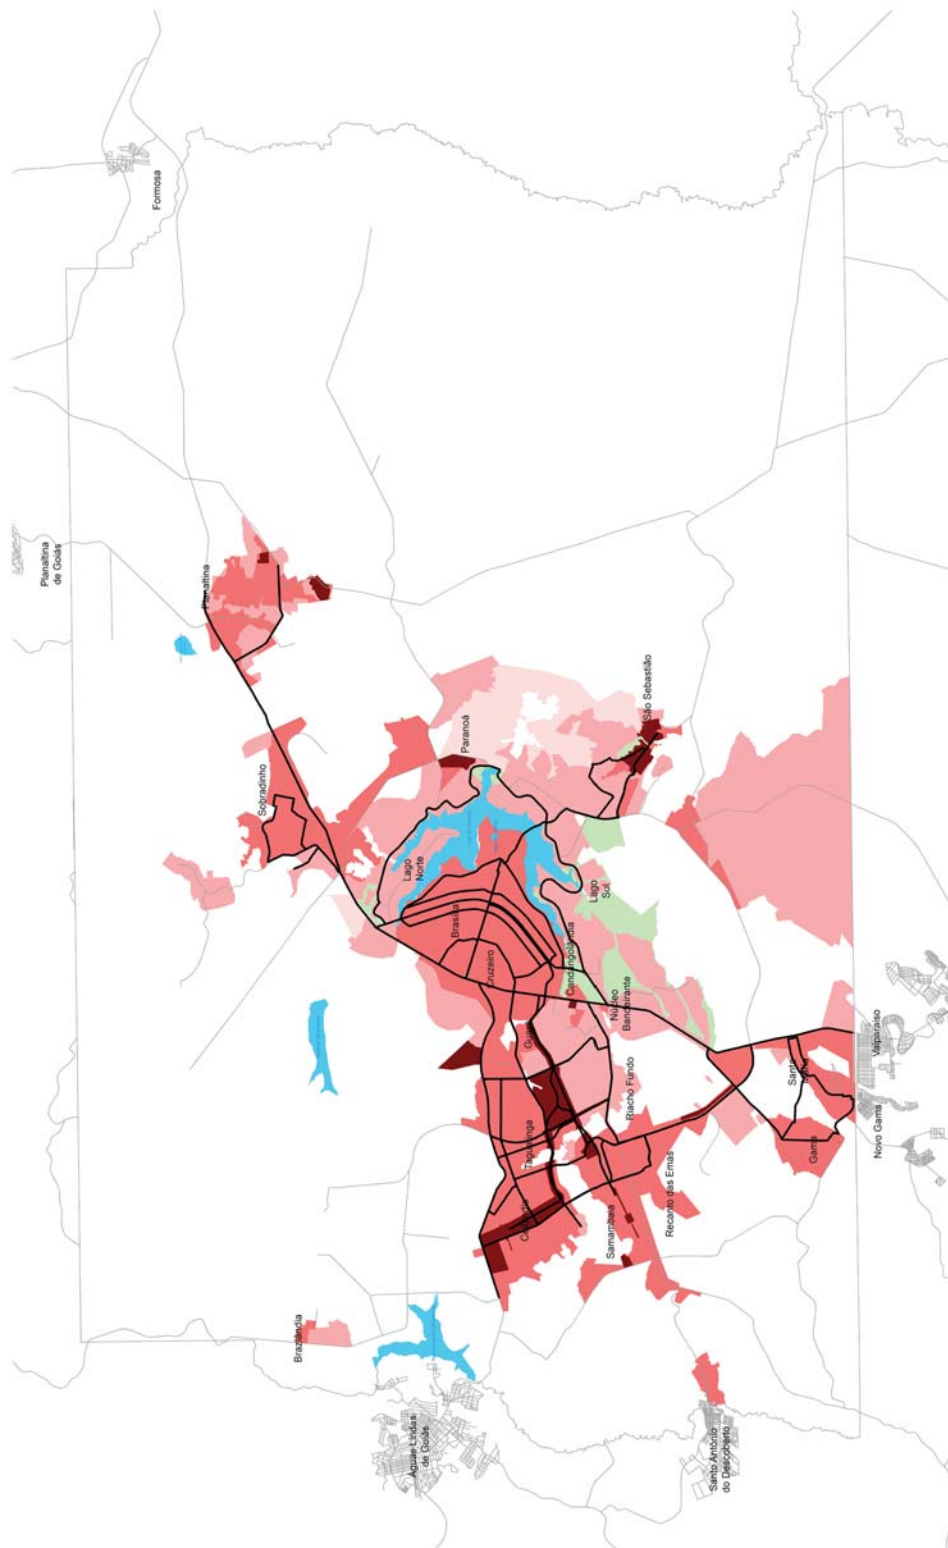 Planaltina
de Goiás
Formosa
Planaltina
Sobradinho
Brazlândia
Águas Lindas
de Goiás
Lago
Norte
Brasília
Paranoá
Cruzeiro
Ceilândia
Taguatinga
Guará
Candangolândia
Lago
Sul
Samambaia
Núcleo
Bandeirante
Riacho Fundo
São Sebastião
Recanto das Emas
Santo Antônio
do Descoberto
Santa
Maria
Gama
Novo Gama
Valparaíso